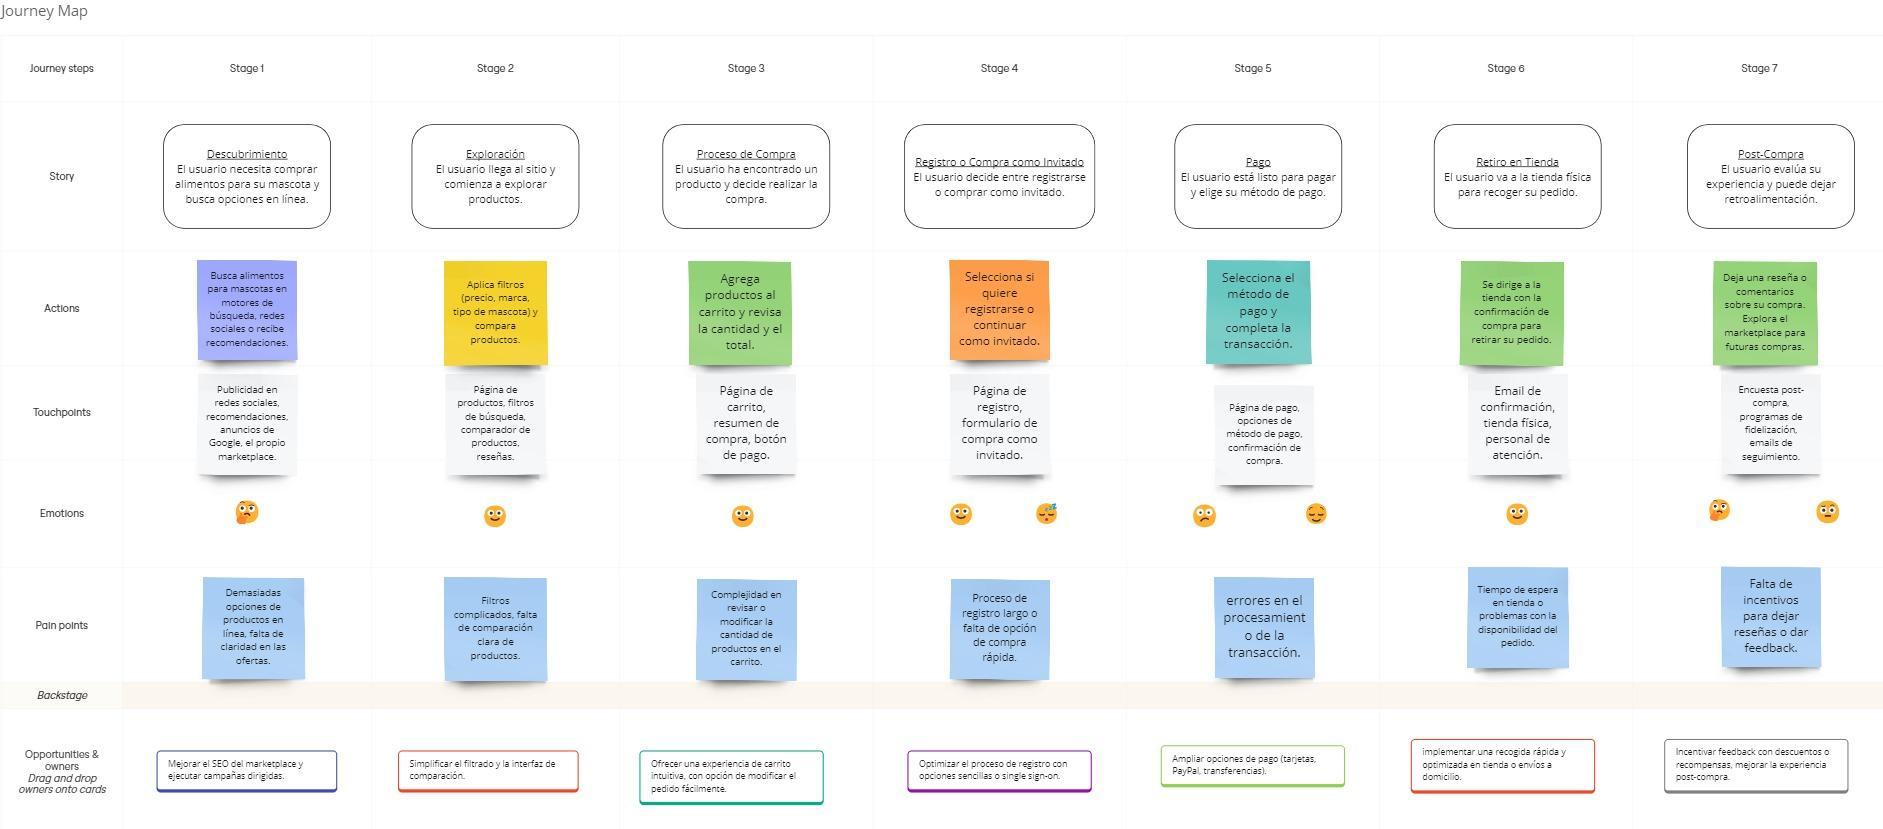 Journey Map
Journey steps
Stage 1
Stage 2
Stage 3
Stage 4
Stage 5
Stage 6
Stage 7
Story
Descubrimiento
El usuario necesita comprar
alimentos para su mascota y
busca opciones en línea.
Exploración
El usuario llega al sitio y
comienza a explorar
productos.
Proceso de Compra
El usuario ha encontrado un
producto y decide realizar la
compra.
Registro o Compra como Invitado
El usuario decide entre registrarse
o comprar como invitado.
Pago
El usuario está listo para pagar
y elige su método de pago.
Retiro en Tienda
El usuario va a la tienda física
para recoger su pedido.
Post-Compra
El usuario evalúa su
experiencia y puede dejar
retroalimentación.
Actions
Busca alimentos
para mascotas en
motores de
búsqueda, redes
sociales o recibe
recomendaciones.
Aplica filtros
(precio, marca,
tipo de mascota) y
compara
productos.
Agrega
productos al
carrito y revisa
la cantidad y el
total.
Selecciona si
quiere
registrarse o
continuar
como invitado.
Selecciona el
método de
pago y
completa la
transacción.
Se dirige a la
tienda con la
confirmación de
compra para
retirar su pedido.
Deja una reseña o
comentarios
sobre su compra.
Explora el
marketplace para
futuras compras.
Touchpoints
Publicidad en
redes sociales,
recomendaciones,
anuncios de
Google, el propio
marketplace.
Página de
productos, filtros
de búsqueda,
comparador de
productos,
reseñas.
Página de
carrito,
resumen de
compra, botón
de pago.
Página de
registro,
formulario de
compra como
invitado.
Página de pago,
opciones de
método de pago,
confirmación de
compra.
Email de
confirmación,
tienda física,
personal de
atención.
Encuesta post-
compra,
programas de
fidelización,
emails de
seguimiento.
Emotions
Pain points
Demasiadas
opciones de
productos en
línea, falta de
claridad en las
ofertas.
Filtros
complicados, falta
de comparación
clara de
productos.
Complejidad en
revisar o
modificar la
cantidad de
productos en el
carrito.
Proceso de
registro largo o
falta de opción
de compra
rápida.
errores en el
procesamient
o de la
transacción.
Tiempo de espera
en tienda o
problemas con la
disponibilidad del
pedido.
Falta de
incentivos
para dejar
reseñas o dar
feedback.
Backstage
Opportunities &
owners
Drag and drop
owners onto cards
Mejorar el SEO del marketplace y
ejecutar campañas dirigidas.
Simplificar el filtrado y la interfaz de
comparación.
Ofrecer una experiencia de carrito
intuitiva, con opción de modificar el
pedido fácilmente.
Optimizar el proceso de registro con
opciones sencillas o single sign-on.
Ampliar opciones de pago (tarjetas,
PayPal, transferencias).
implementar una recogida rápida y
optimizada en tienda o envíos a
domicilio.
Incentivar feedback con descuentos o
recompensas, mejorar la experiencia
post-compra.